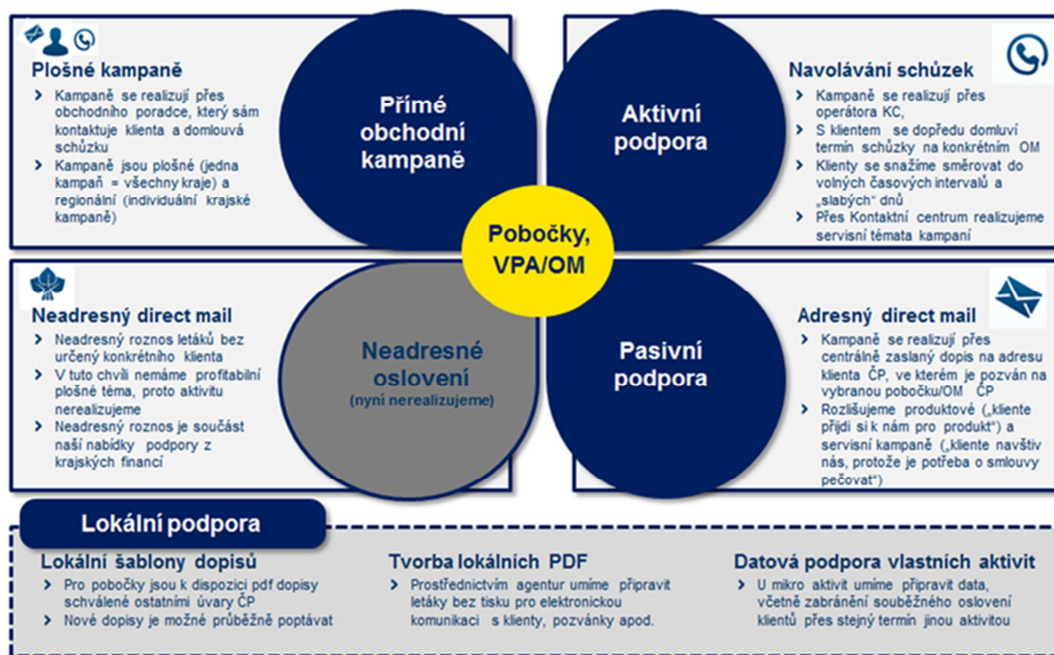 Plošné kampaně
Kampaně se realizují přes
obchodního poradce, který sám
kontaktuje klienta a domlouvá
schůzku
Kampaně jsou plošné (jedna
kampaň = všechny kraje) a
regionální (individuální krajské
kampaně)
Přímé
obchodní
kampaně
Aktivní
podpora
Navolávání schůzek
Kampaně se realizují přes
operátora KC,
S klientem se dopředu domluví
termín schůzky na konkrétním OM
Klienty se snažíme směrovat do
volných časových intervalů a
„slabých“ dnů
Přes Kontaktní centrum realizujeme
servisní témata kampaní
Pobočky,
VPA/OM
Neadresný direct mail
Neadresný roznos letáků bez
určený konkrétního klienta
V tuto chvíli nemáme profitabilní
plošné téma, proto aktivitu
nerealizujeme
Neadresný roznos je součást
naší nabídky podpory z
krajských financí
Neadresné
oslovení
(nyní nerealizujeme)
Pasivní
podpora
Adresný direct mail
Kampaně se realizují přes
centrálně zaslaný dopis na adresu
klienta ČP, ve kterém je pozván na
vybranou pobočku/OM ČP
Rozlišujeme produktové („kliente
přijdi si k nám pro produkt“) a
servisní kampaně („kliente navštiv
nás, protože je potřeba o smlouvy
pečovat“)
Lokální podpora
Lokální šablony dopisů
Pro pobočky jsou k dispozici pdf dopisy
schválené ostatními útvary ČP
Nové dopisy je možné průběžně poptávat
Tvorba lokálních PDF
Prostřednictvím agentur umíme připravit
letáky bez tisku pro elektronickou
komunikaci s klienty, pozvánky apod.
Datová podpora vlastních aktivit
U mikro aktivit umíme připravit data,
včetně zabránění souběžného oslovení
klientů přes stejný termín jinou aktivitou